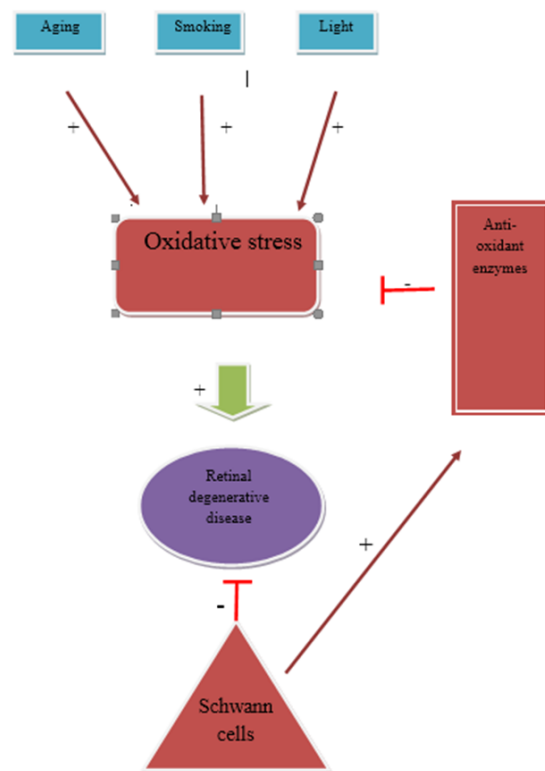 Aging
Smoking
Light
+
+
+
Oxidative stress
Anti-
oxidant
enzymes
-
+
Retinal
degenerative
disease
+
-
Schwann
cells